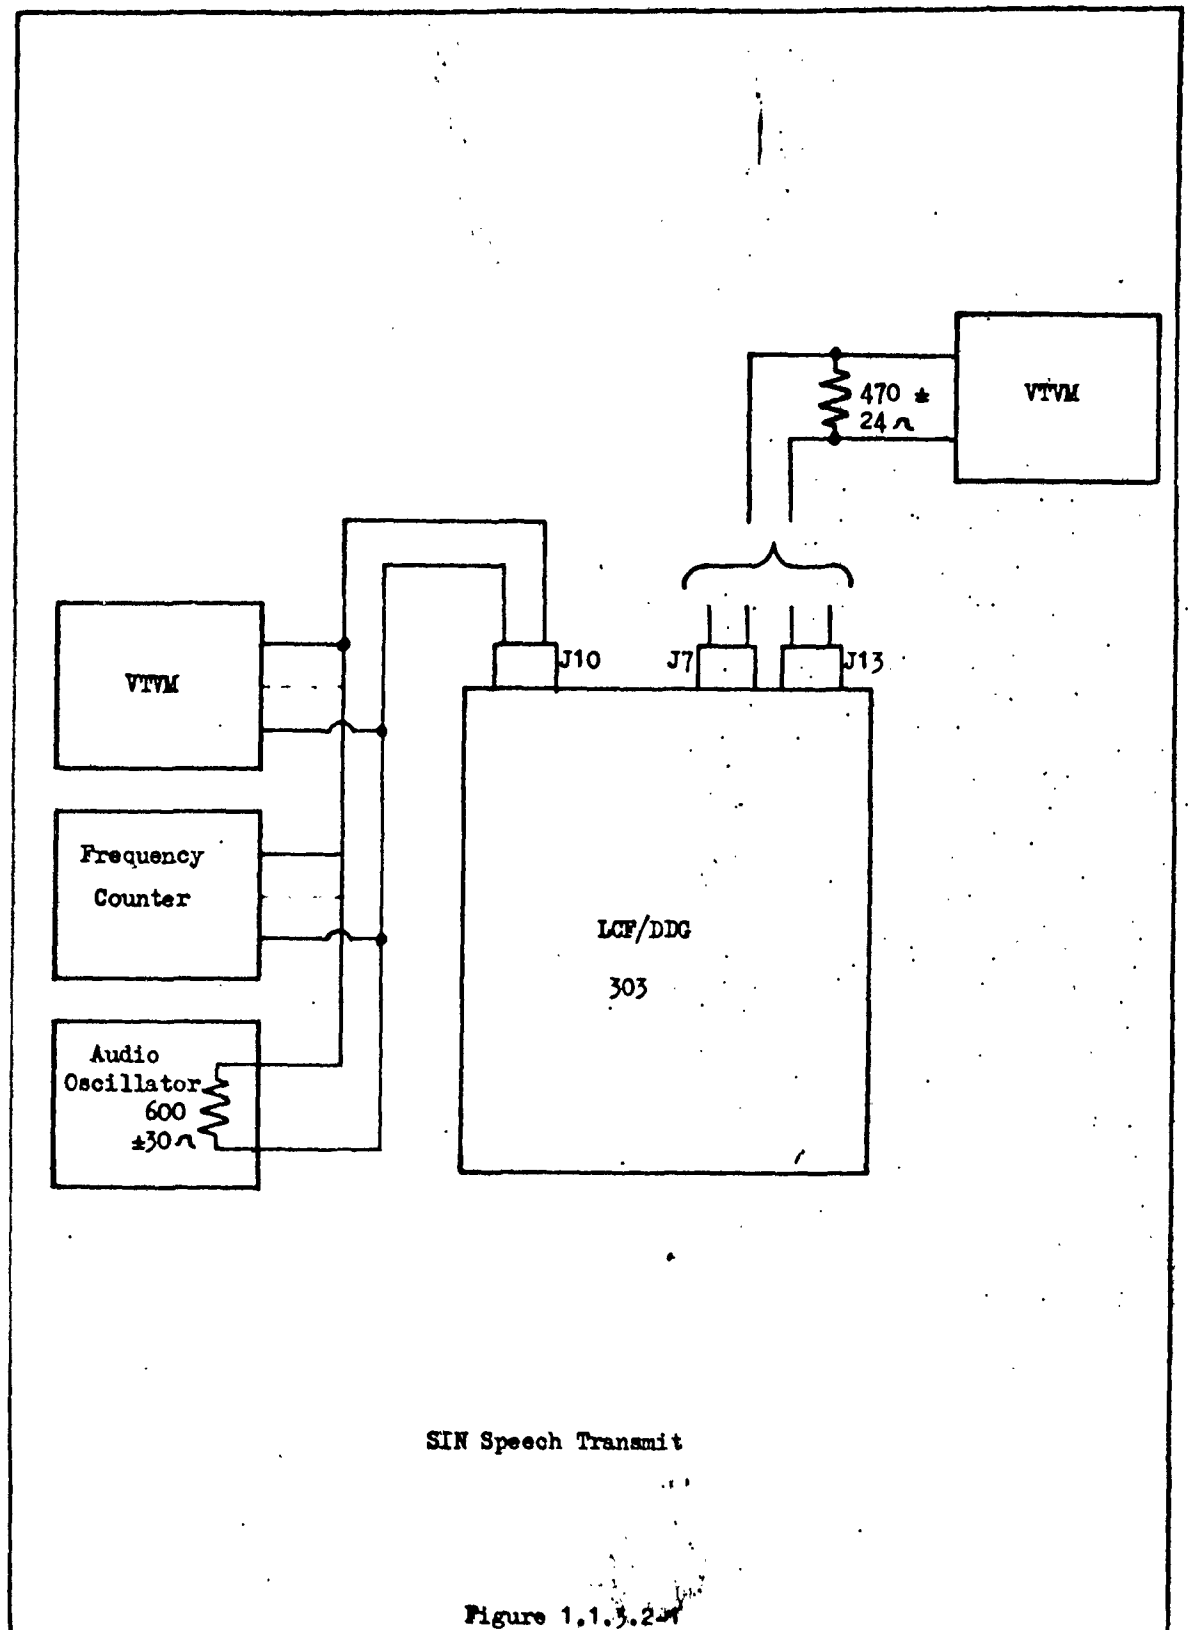 470 ±
24 Ω
VTVM
J10
J7
J13
VTVM
Frequency
Counter
LCF/DDG
303
Audio
Oscillator
600
±30 Ω
SIN Speech Transmit
Figure